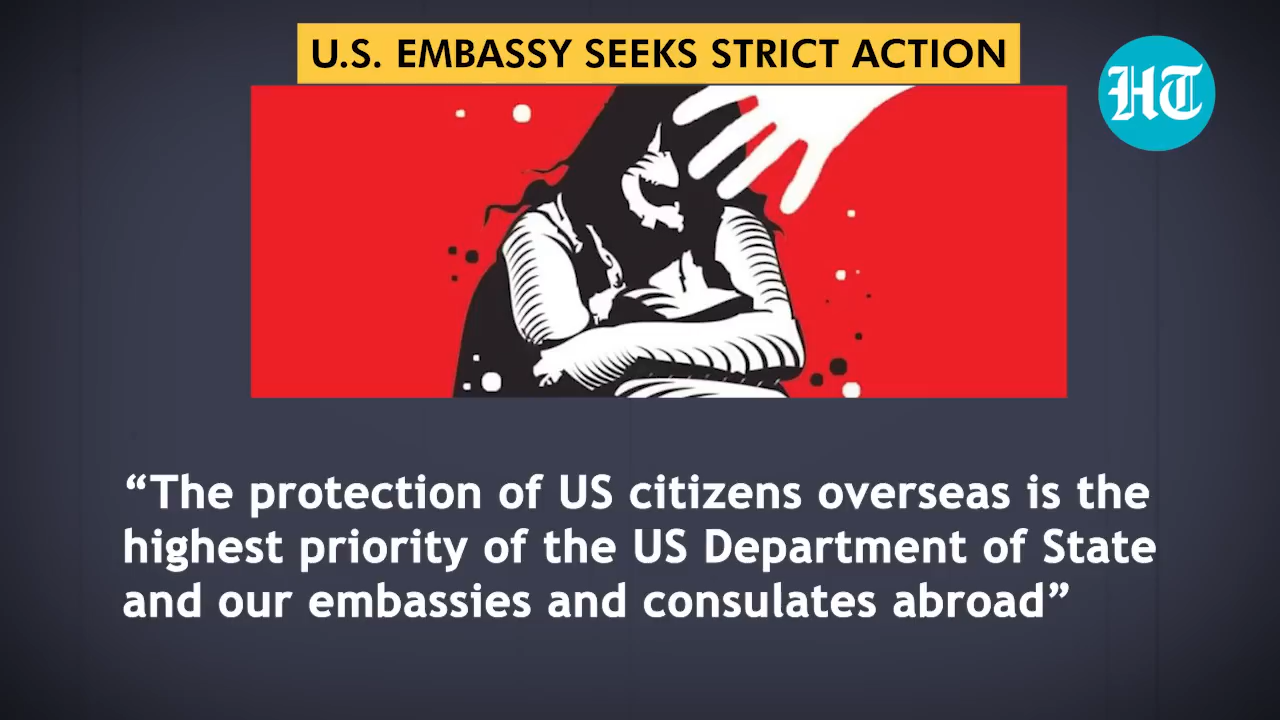 U.S. EMBASSY SEEKS STRICT ACTION
HT
“The protection of US citizens overseas is the
highest priority of the US Department of State
and our embassies and consulates abroad”